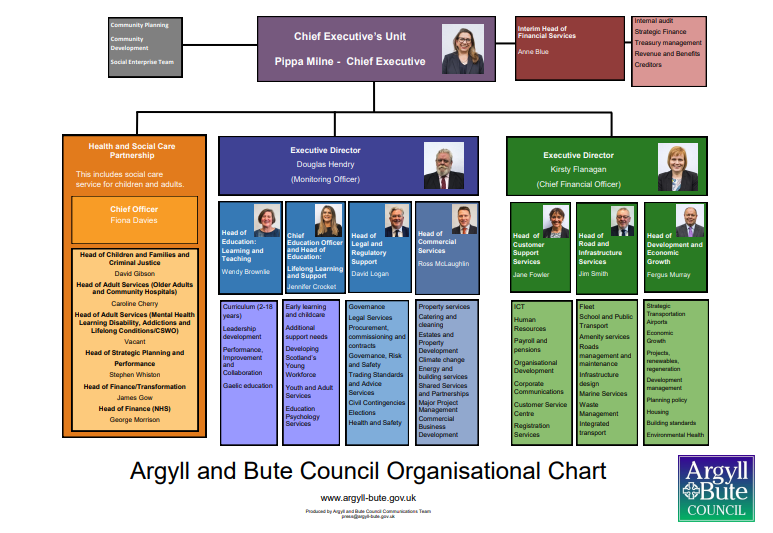 Community Planning
Community
Development
Social Enterprise Team
Chief Executive's Unit
Pippa Milne - Chief Executive
Interim Head of
Financial Services
Anne Blue
Internal audit
Strategic Finance
Treasury management
Revenue and Benefits
Creditors
Health and Social Care
Partnership
This includes social care
service for children and adults.
Chief Officer
Fiona Davies
Head of Children and Families and
Criminal Justice
David Gibson
Head of Adult Services (Older Adults
and Community Hospitals)
Caroline Cherry
Head of Adult Services (Mental Health
Learning Disability, Addictions and
Lifelong Conditions/CSWO)
Vacant
Head of Strategic Planning and
Performance
Stephen Whiston
Head of Finance/Transformation
James Gow
Head of Finance (NHS)
George Morrison
Executive Director
Douglas Hendry
(Monitoring Officer)
Head of
Education:
Learning and
Teaching
Wendy Brownlie
Chief
Education Officer
and Head of
Education:
Lifelong Learning
and Support
Jennifer Crocket
Head of
Legal and
Regulatory
Support
David Logan
Head of
Commercial
Services
Ross McLaughlin
Curriculum (2-18
years)
Leadership
development
Performance,
Improvement
and
Collaboration
Gaelic education
Early learning
and childcare
Additional
support needs
Developing
Scotland's
Young
Workforce
Youth and Adult
Services
Education
Psychology
Services
Governance
Legal Services
Procurement,
commissioning and
contracts
Governance, Risk
and Safety
Trading Standards
and Advice
Services
Civil Contingencies
Elections
Health and Safety
Property services
Catering and
cleaning
Estates and
Property
Development
Climate change
Energy and
building services
Shared Services
and Partnerships
Major Project
Management
Commercial
Business
Development
Executive Director
Kirsty Flanagan
(Chief Financial Officer)
Head of
Customer
Support
Services
Jane Fowler
Head of
Road and
Infrastructure
Services
Jim Smith
Head of
Development and
Economic
Growth
Fergus Murray
ICT
Human
Resources
Payroll and
pensions
Organisational
Development
Corporate
Communications
Customer Service
Centre
Registration
Services
Fleet
School and Public
Transport
Amenity services
Roads
management and
maintenance
Infrastructure
design
Marine Services
Waste
Management
Integrated
transport
Strategic
Transportation
Airports
Economic
Growth
Projects,
renewables,
regeneration
Development
management
Planning policy
Housing
Building standards
Environmental Health
Argyll and Bute Council Organisational Chart
www.argyll-bute.gov.uk
Produced by Argyll and Bute Council Communications Team
press@argyll-bute.gov.uk
Argyll
Bute
COUNCIL